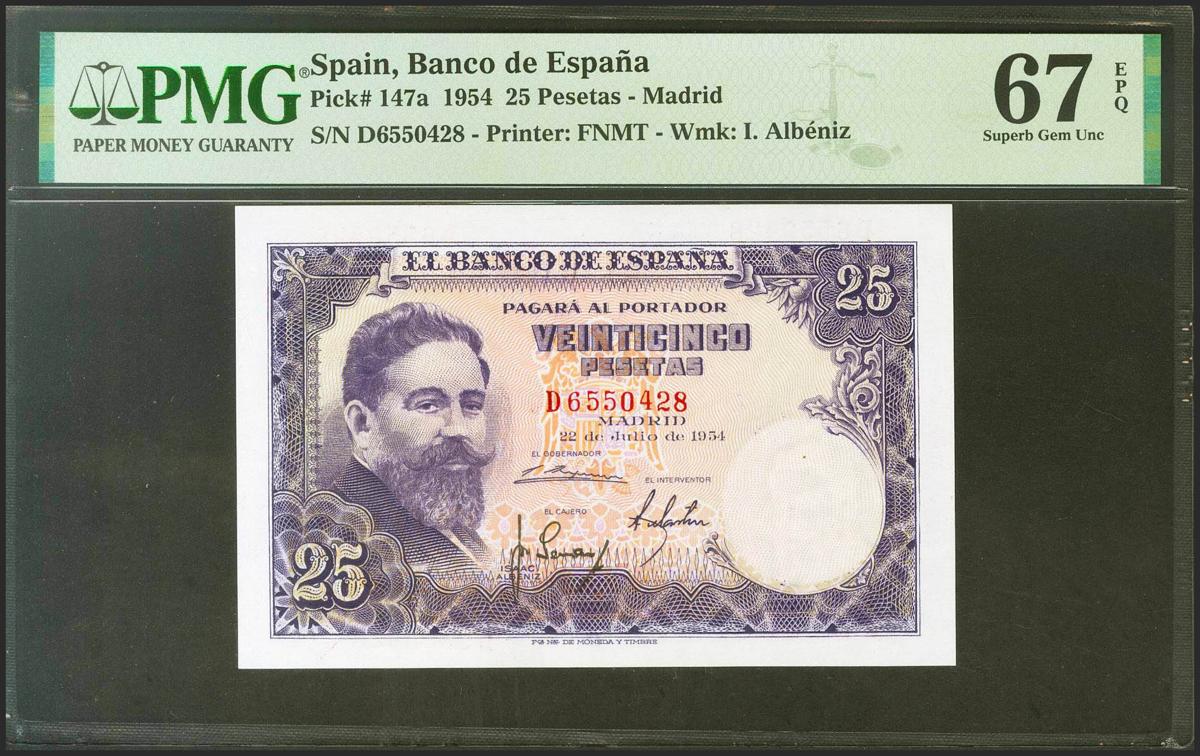 PMG®
PAPER MONEY GUARANTY
Spain, Banco de España
Pick# 147a 1954 25 Pesetas - Madrid
S/N D6550428 - Printer: FNMT - Wmk: I. Albéniz
67
EPQ
Superb Gem Unc
EL BANCO DE ESPAÑA
25
PAGARÁ AL PORTADOR
VEINTICINCO
PESETAS
D6550428
MADRID
22 de Julio de 1954
EL GOBERNADOR
EL INTERVENTOR
EL CAJERO
25
ISAAC
ALBENIZ
FCA NAL DE MONEDA Y TIMBRE